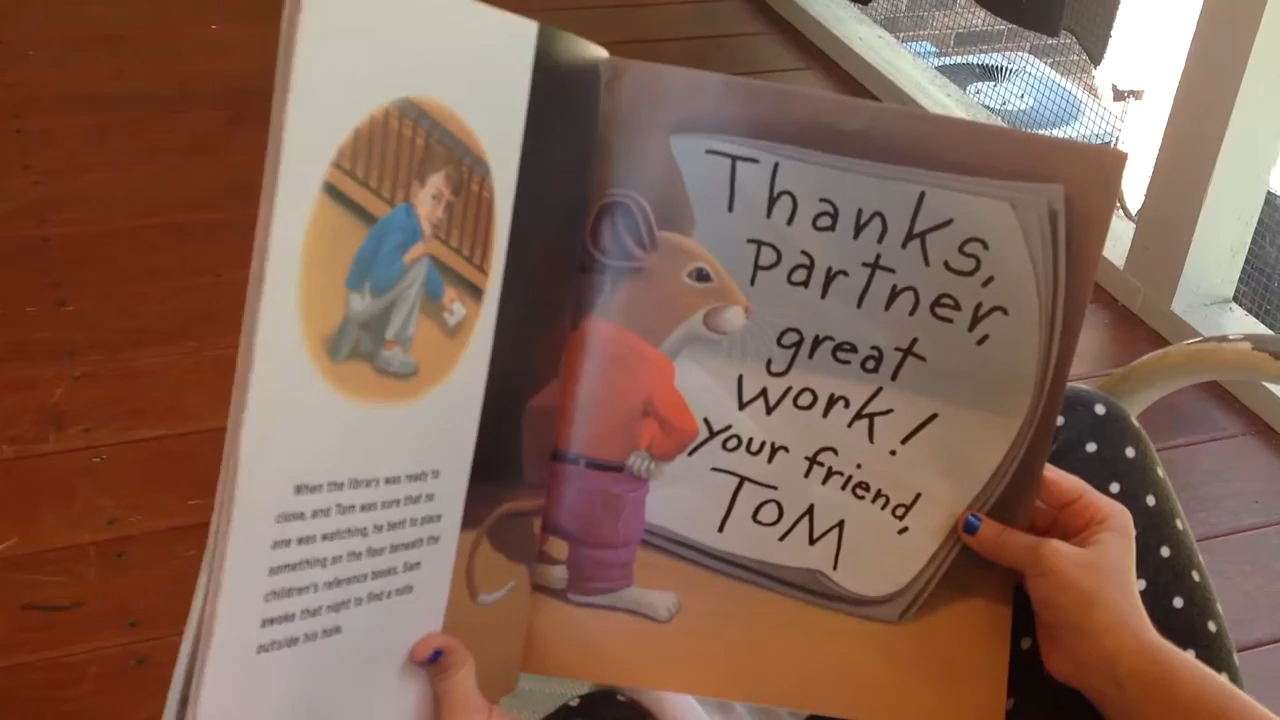 When the library was ready to
close, and Tom was sure that no
one was watching, he bent to place
something on the floor beneath the
children's reference books. Sam
awoke that night to find a note
outside his hole.
Thanks,
Partner,
great
work!
your friend,
TOM